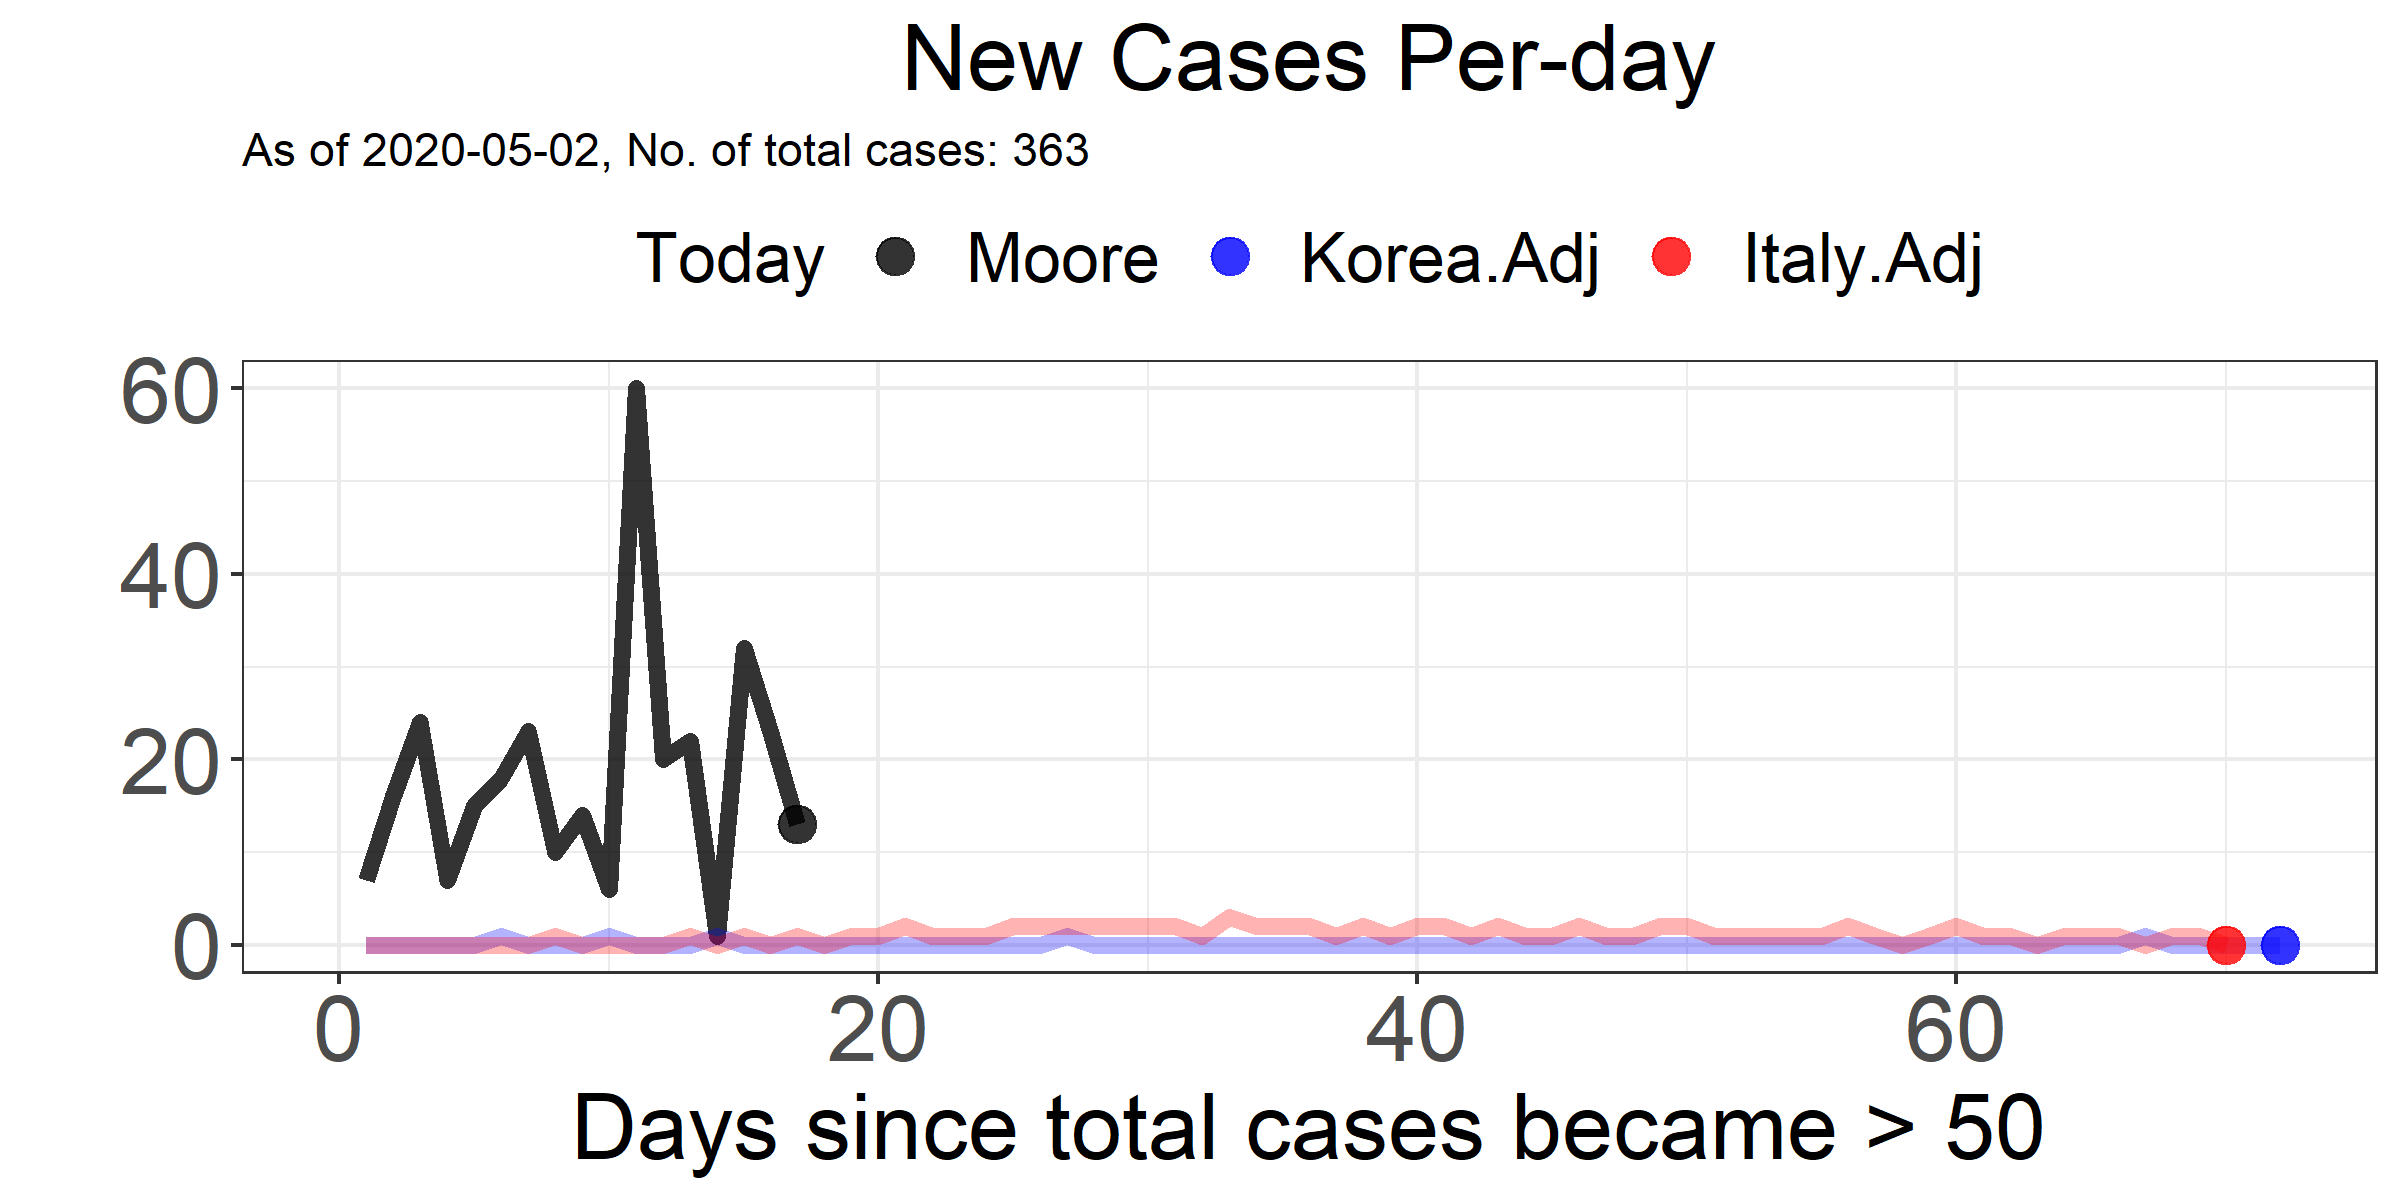 New Cases Per-day
As of 2020-05-02, No. of total cases: 363
Today Moore Korea.Adj Italy.Adj
60
40
20
0
0 20 40 60
Days since total cases became > 50